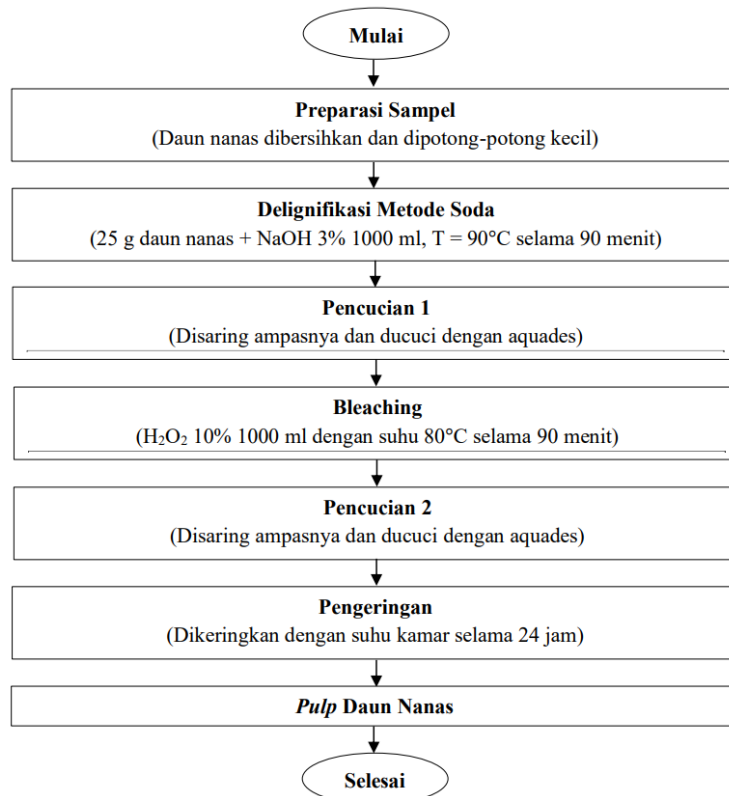 Mulai
Preparasi Sampel
(Daun nanas dibersihkan dan dipotong-potong kecil)
Delignifikasi Metode Soda
(25 g daun nanas + NaOH 3% 1000 ml, T = 90°C selama 90 menit)
Pencucian 1
(Disaring ampasnya dan ducuci dengan aquades)
Bleaching
(H₂O₂ 10% 1000 ml dengan suhu 80°C selama 90 menit)
Pencucian 2
(Disaring ampasnya dan ducuci dengan aquades)
Pengeringan
(Dikeringkan dengan suhu kamar selama 24 jam)
Pulp Daun Nanas
Selesai